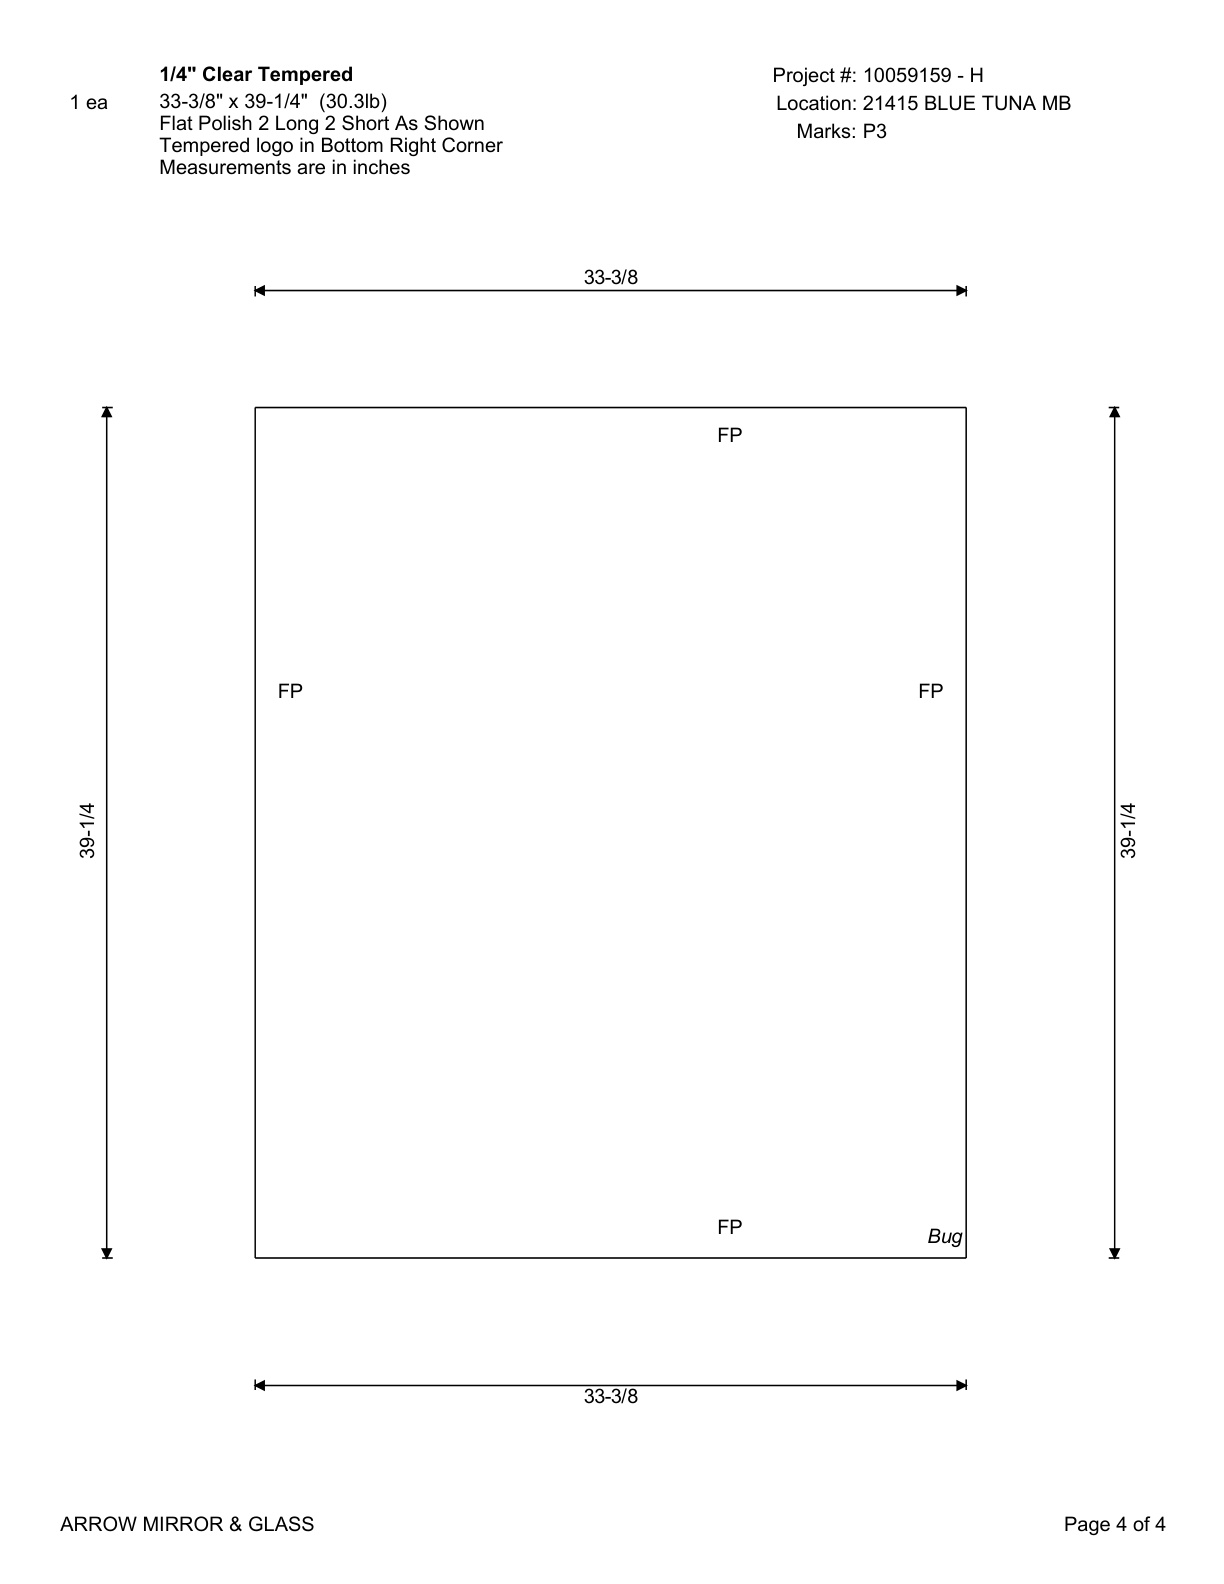 1/4" Clear Tempered
1 ea
33-3/8" x 39-1/4"  (30.3lb)
Flat Polish 2 Long 2 Short As Shown
Tempered logo in Bottom Right Corner
Measurements are in inches
Project #: 10059159 - H
Location: 21415 BLUE TUNA MB
Marks: P3
33-3/8
FP
FP
FP
39-1/4
39-1/4
FP
Bug
33-3/8
ARROW MIRROR & GLASS
Page 4 of 4